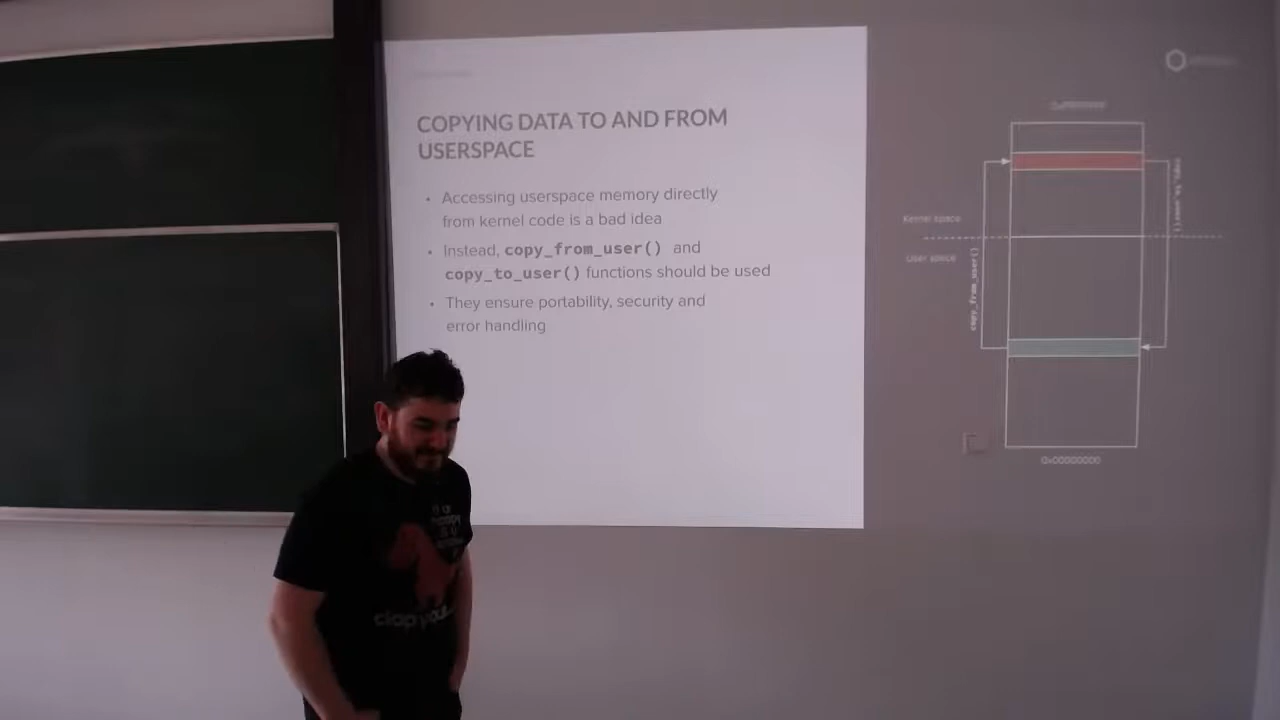 COPYING DATA TO AND FROM
USERSPACE
• Accessing userspace memory directly
from kernel code is a bad idea
• Instead, copy_from_user() and
copy_to_user() functions should be used
• They ensure portability, security and
error handling
Kernel space
User space
copy_from_user()
copy_to_user()
0x00000000